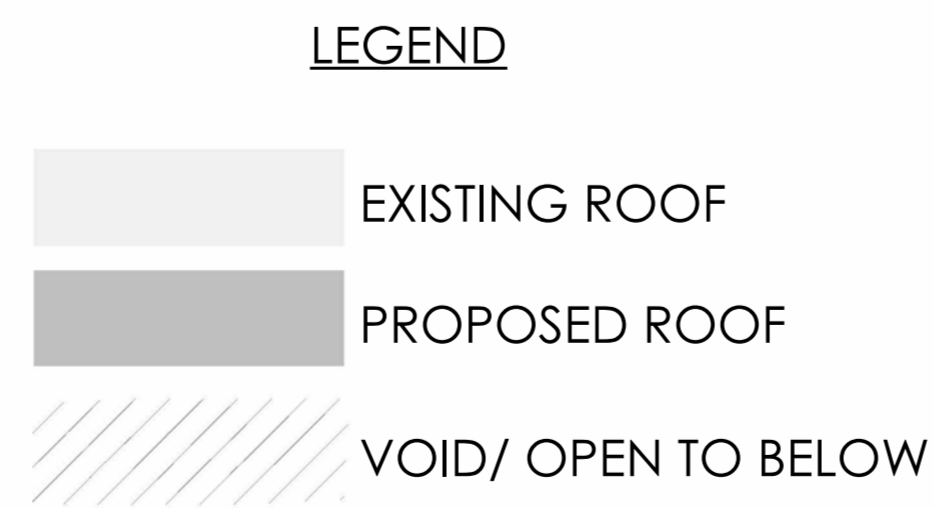 LEGEND
EXISTING ROOF
PROPOSED ROOF
VOID/ OPEN TO BELOW